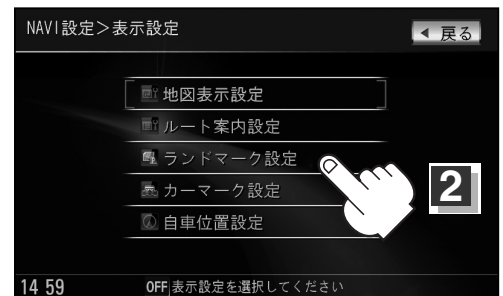 NAVI設定＞表示設定
戻る
地図表示設定
ルート案内設定
ランドマーク設定
カーマーク設定
自車位置設定
2
14 59 OFF 表示設定を選択してください